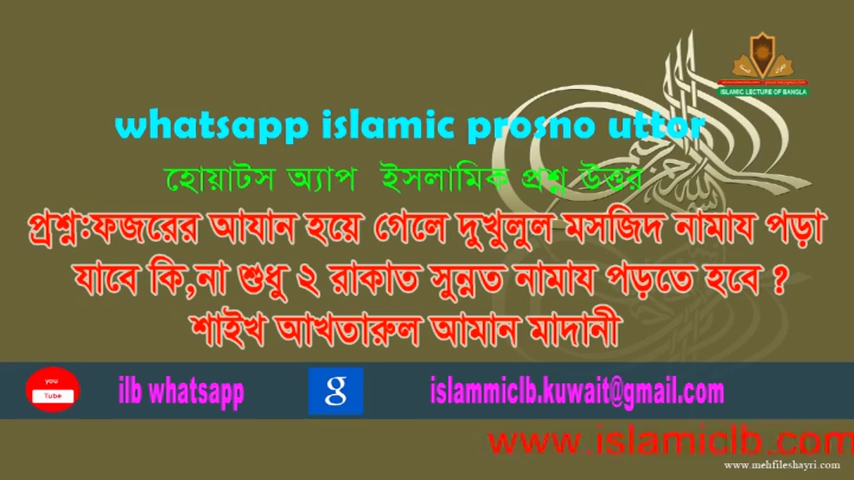 ISLAMIC LECTURE OF BANGLA
whatsapp islamic prosno uttor
হোয়াটস অ্যাপ ইসলামিক প্রশ্ন উত্তর
প্রশ্ন:ফজরের আযান হয়ে গেলে দুখুলুল মসজিদ নামায পড়া
যাবে কি,না শুধু ২ রাকাত সুন্নত নামায পড়তে হবে ?
শাইখ আখতারুল আমান মাদানী
You
Tube
ilb whatsapp
g
islammiclb.kuwait@gmail.com
www.islamiclb.com
www.mehfileshayri.com